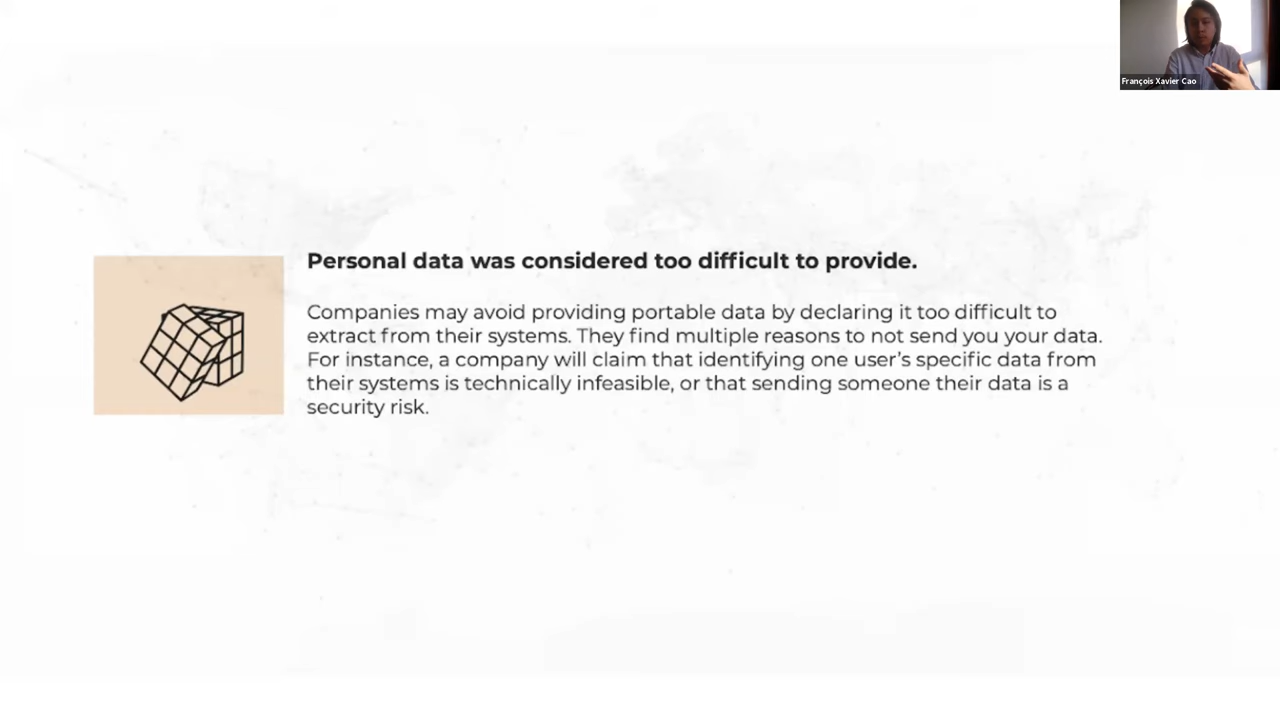 François Xavier Cao
Personal data was considered too difficult to provide.
Companies may avoid providing portable data by declaring it too difficult to
extract from their systems. They find multiple reasons to not send you your data.
For instance, a company will claim that identifying one user’s specific data from
their systems is technically infeasible, or that sending someone their data is a
security risk.